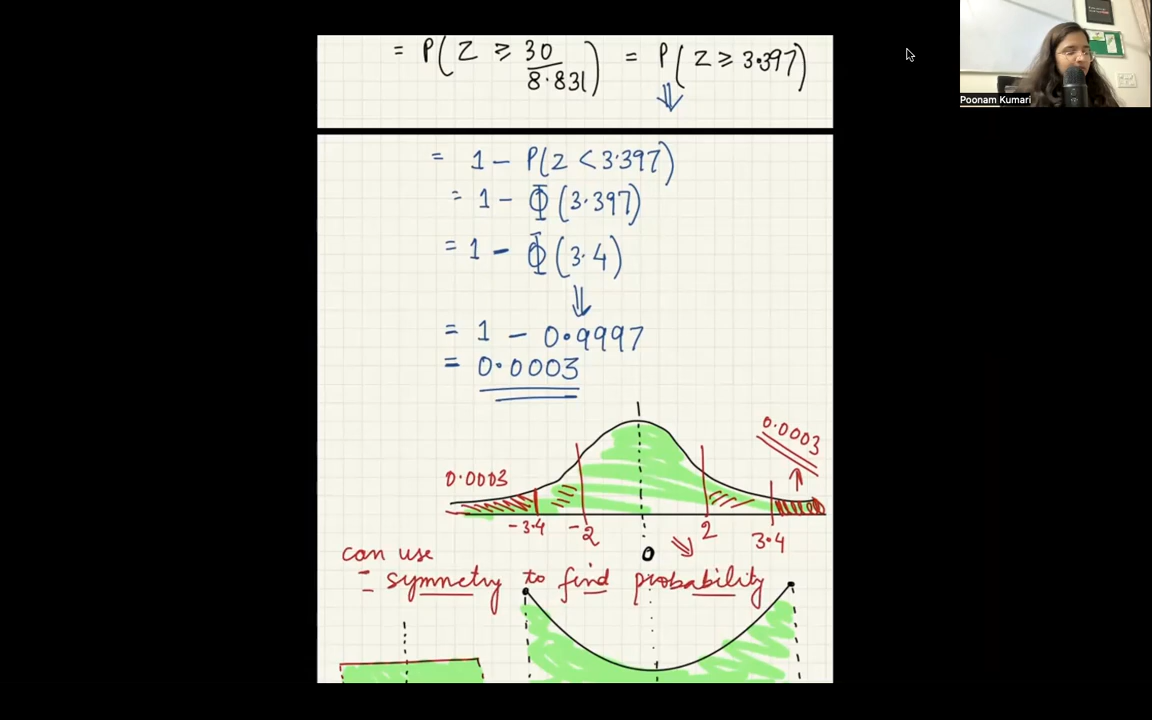 = P(Z ≥ 30/8.831) = P(Z ≥ 3.397)
⇓
= 1 − P(Z < 3.397)
= 1 − Φ(3.397)
= 1 − Φ(3.4)
⇓
= 1 − 0.9997
= 0.0003
0.0003
0.0003
-3.4 -2 0 2 3.4
can use
symmetry to find probability
Poonam Kumari